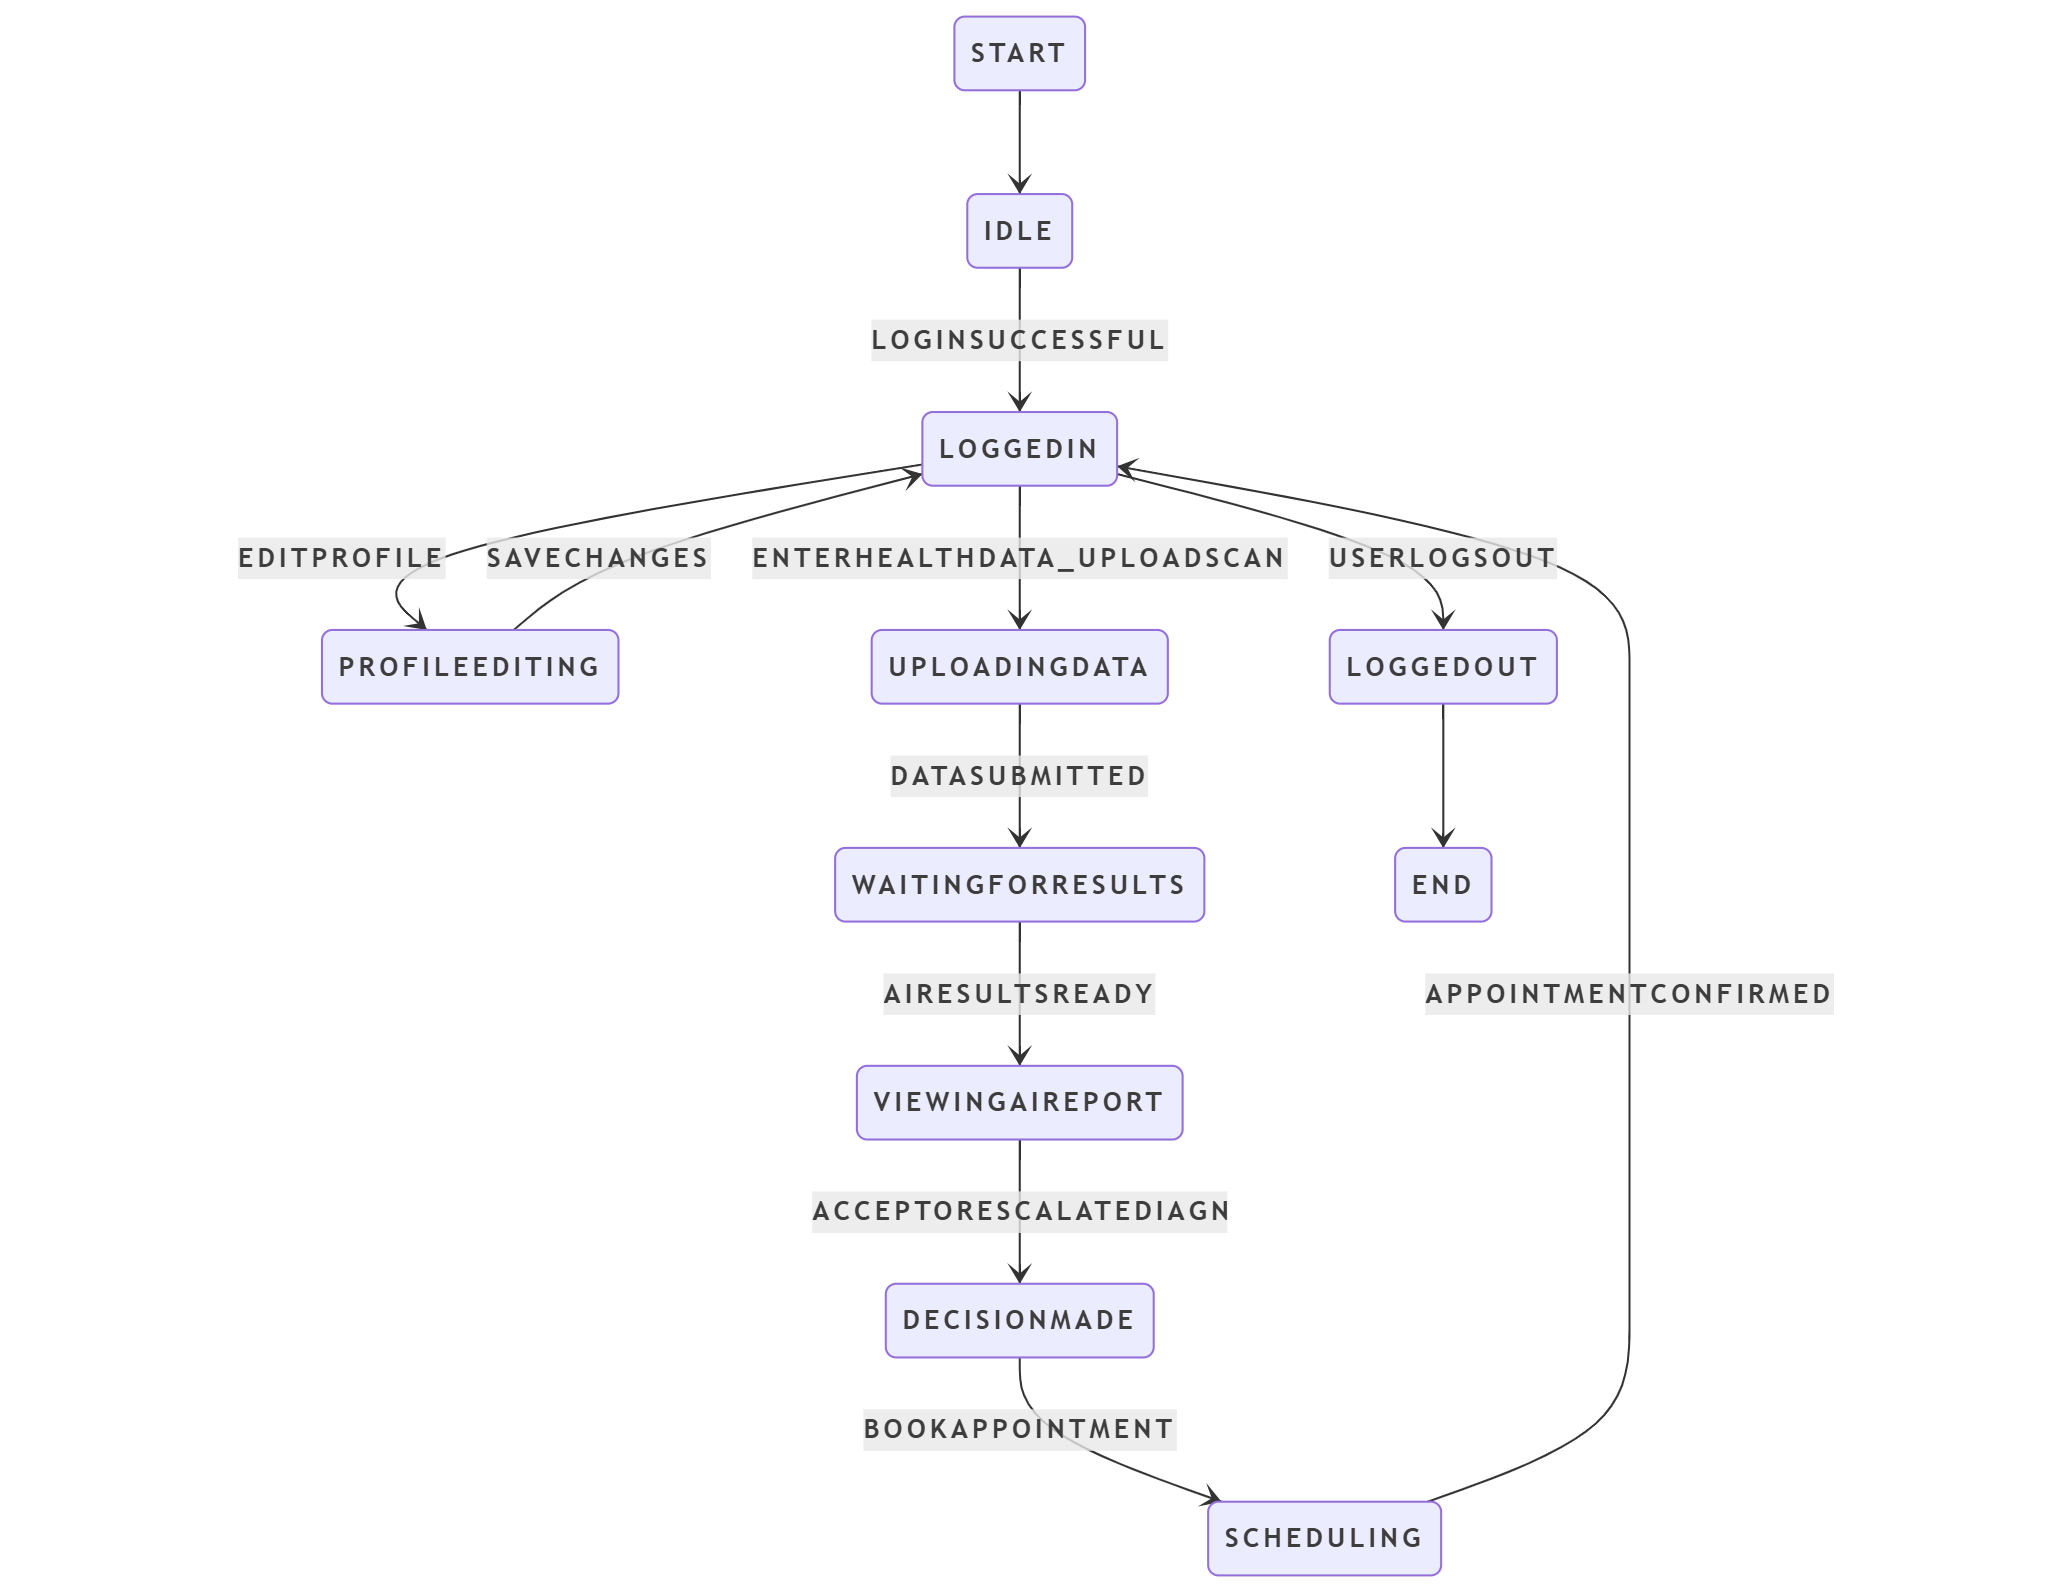 START
IDLE
LOGINSUCCESSFUL
LOGGEDIN
EDITPROFILE
SAVECHANGES
ENTERHEALTHDATA_UPLOADSCAN
USERLOGSOUT
PROFILEEDITING
UPLOADINGDATA
LOGGEDOUT
DATASUBMITTED
WAITINGFORRESULTS
END
AIRESULTSREADY
APPOINTMENTCONFIRMED
VIEWINGAIREPORT
ACCEPTORESCALATEDIAGN
DECISIONMADE
BOOKAPPOINTMENT
SCHEDULING